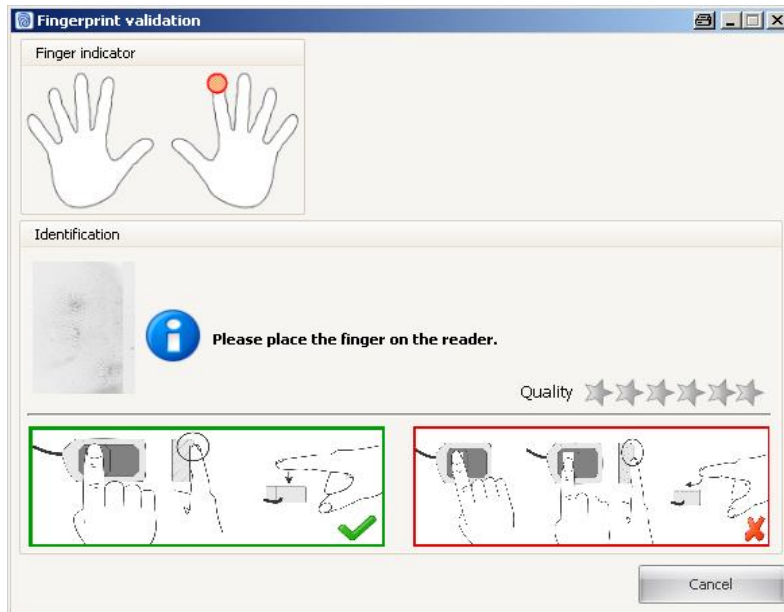 Fingerprint validation
Finger indicator
Identification
Please place the finger on the reader.
Quality
Cancel